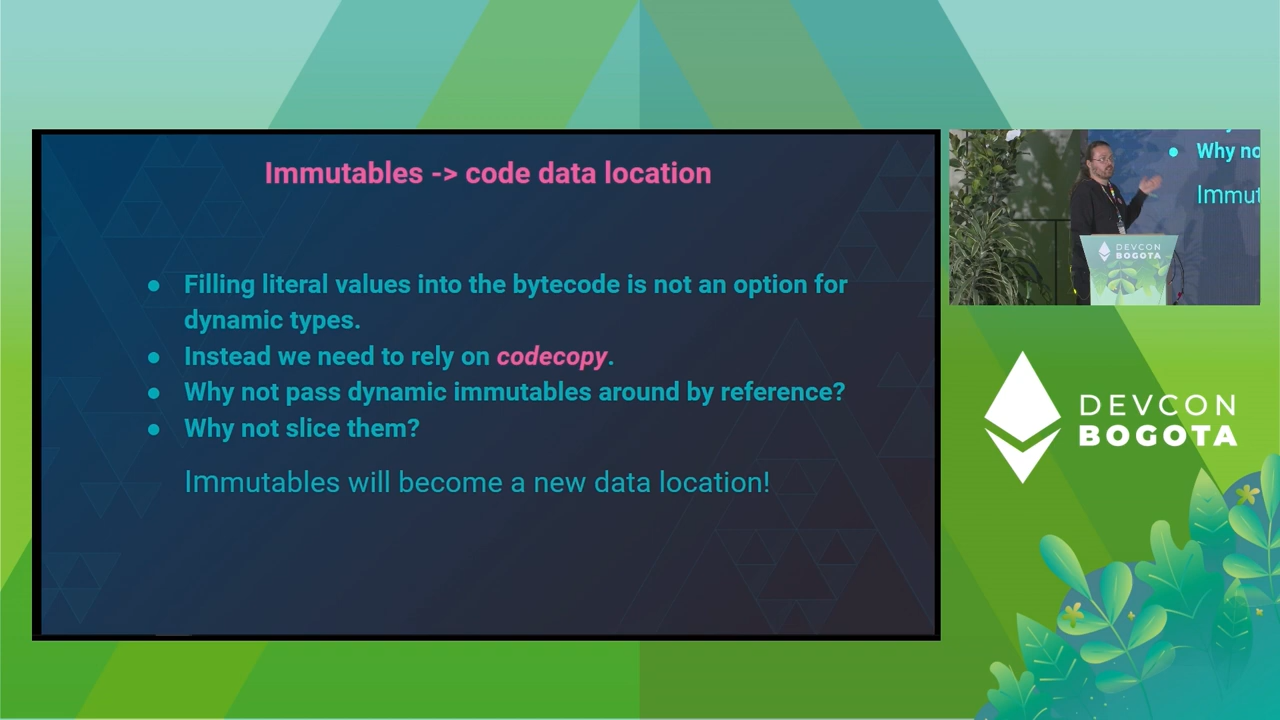 Immutables -> code data location
● Filling literal values into the bytecode is not an option for
dynamic types.
● Instead we need to rely on codecopy.
● Why not pass dynamic immutables around by reference?
● Why not slice them?
Immutables will become a new data location!
● Why no
Immut
DEVCON
BOGOTA
DEVCON
BOGOTA